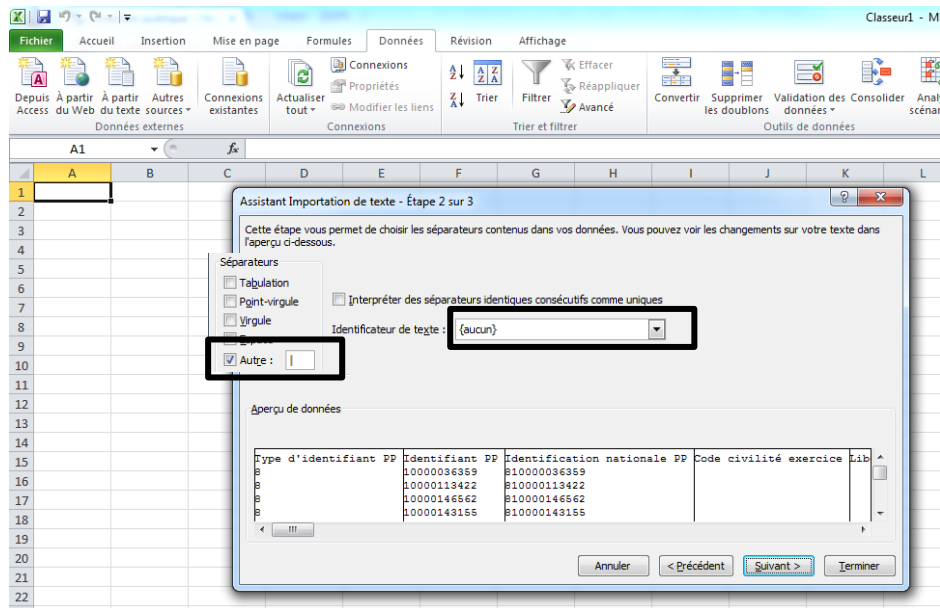 Classeur1 - M
Fichier Accueil Insertion Mise en page Formules Données Révision Affichage
Depuis Access
À partir du Web
À partir du texte
Autres sources
Connexions existantes
Données externes
Actualiser tout
Connexions
Propriétés
Modifier les liens
Connexions
Trier
Filtrer
Effacer
Réappliquer
Avancé
Trier et filtrer
Convertir
Supprimer les doublons
Validation des données
Consolider
Anal
scénar
Outils de données
A1 fx
A B C D E F G H I J K L
1
2
3
4
5
6
7
8
9
10
11
12
13
14
15
16
17
18
19
20
21
22
Assistant Importation de texte - Étape 2 sur 3
Cette étape vous permet de choisir les séparateurs contenus dans vos données. Vous pouvez voir les changements sur votre texte dans
l'aperçu ci-dessous.
Séparateurs
Tabulation
Point-virgule
Virgule
Espace
Autre : |
Interpréter des séparateurs identiques consécutifs comme uniques
Identificateur de texte : {aucun}
Aperçu de données
Type d'identifiant PP Identifiant PP Identification nationale PP Code civilité exercice Lib
8 10000036359 810000036359
8 10000113422 810000113422
8 10000146562 810000146562
8 10000143155 810000143155
Annuler < Précédent Suivant > Terminer